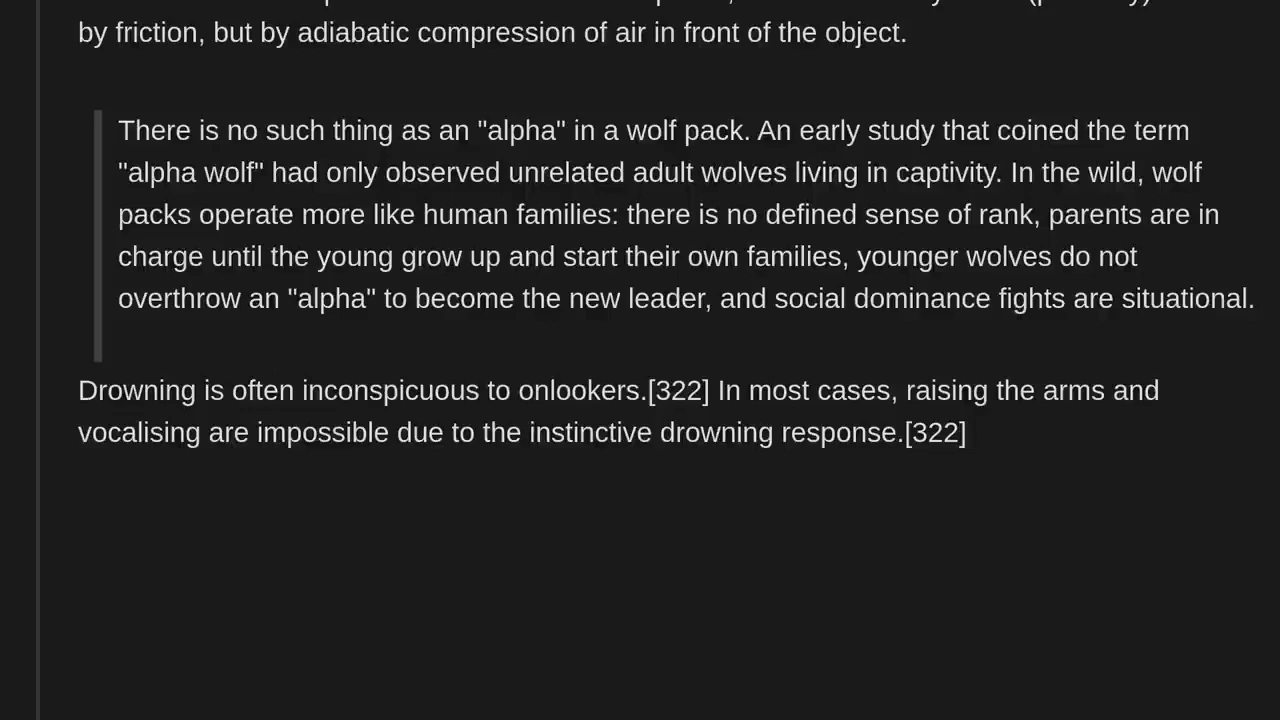 by friction, but by adiabatic compression of air in front of the object.
There is no such thing as an "alpha" in a wolf pack. An early study that coined the term
"alpha wolf" had only observed unrelated adult wolves living in captivity. In the wild, wolf
packs operate more like human families: there is no defined sense of rank, parents are in
charge until the young grow up and start their own families, younger wolves do not
overthrow an "alpha" to become the new leader, and social dominance fights are situational.
Drowning is often inconspicuous to onlookers.[322] In most cases, raising the arms and
vocalising are impossible due to the instinctive drowning response.[322]